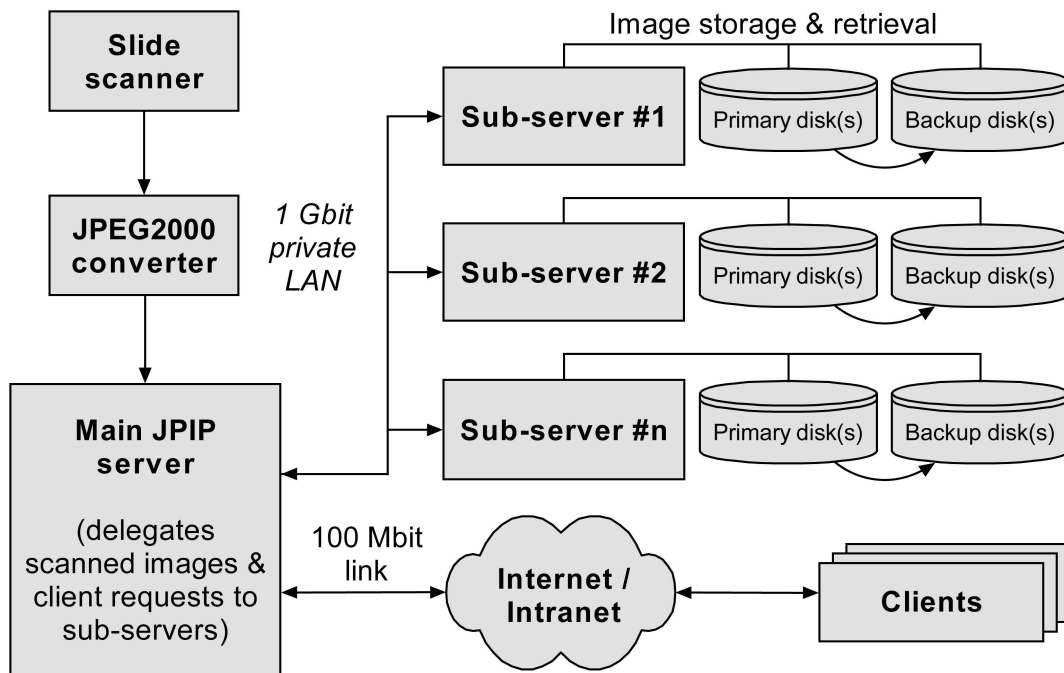 Slide
scanner
JPEG2000
converter
Main JPIP
server
(delegates
scanned images &
client requests to
sub-servers)
1 Gbit
private
LAN
Image storage & retrieval
Sub-server #1
Primary disk(s)
Backup disk(s)
Sub-server #2
Primary disk(s)
Backup disk(s)
Sub-server #n
Primary disk(s)
Backup disk(s)
100 Mbit
link
Internet /
Intranet
Clients